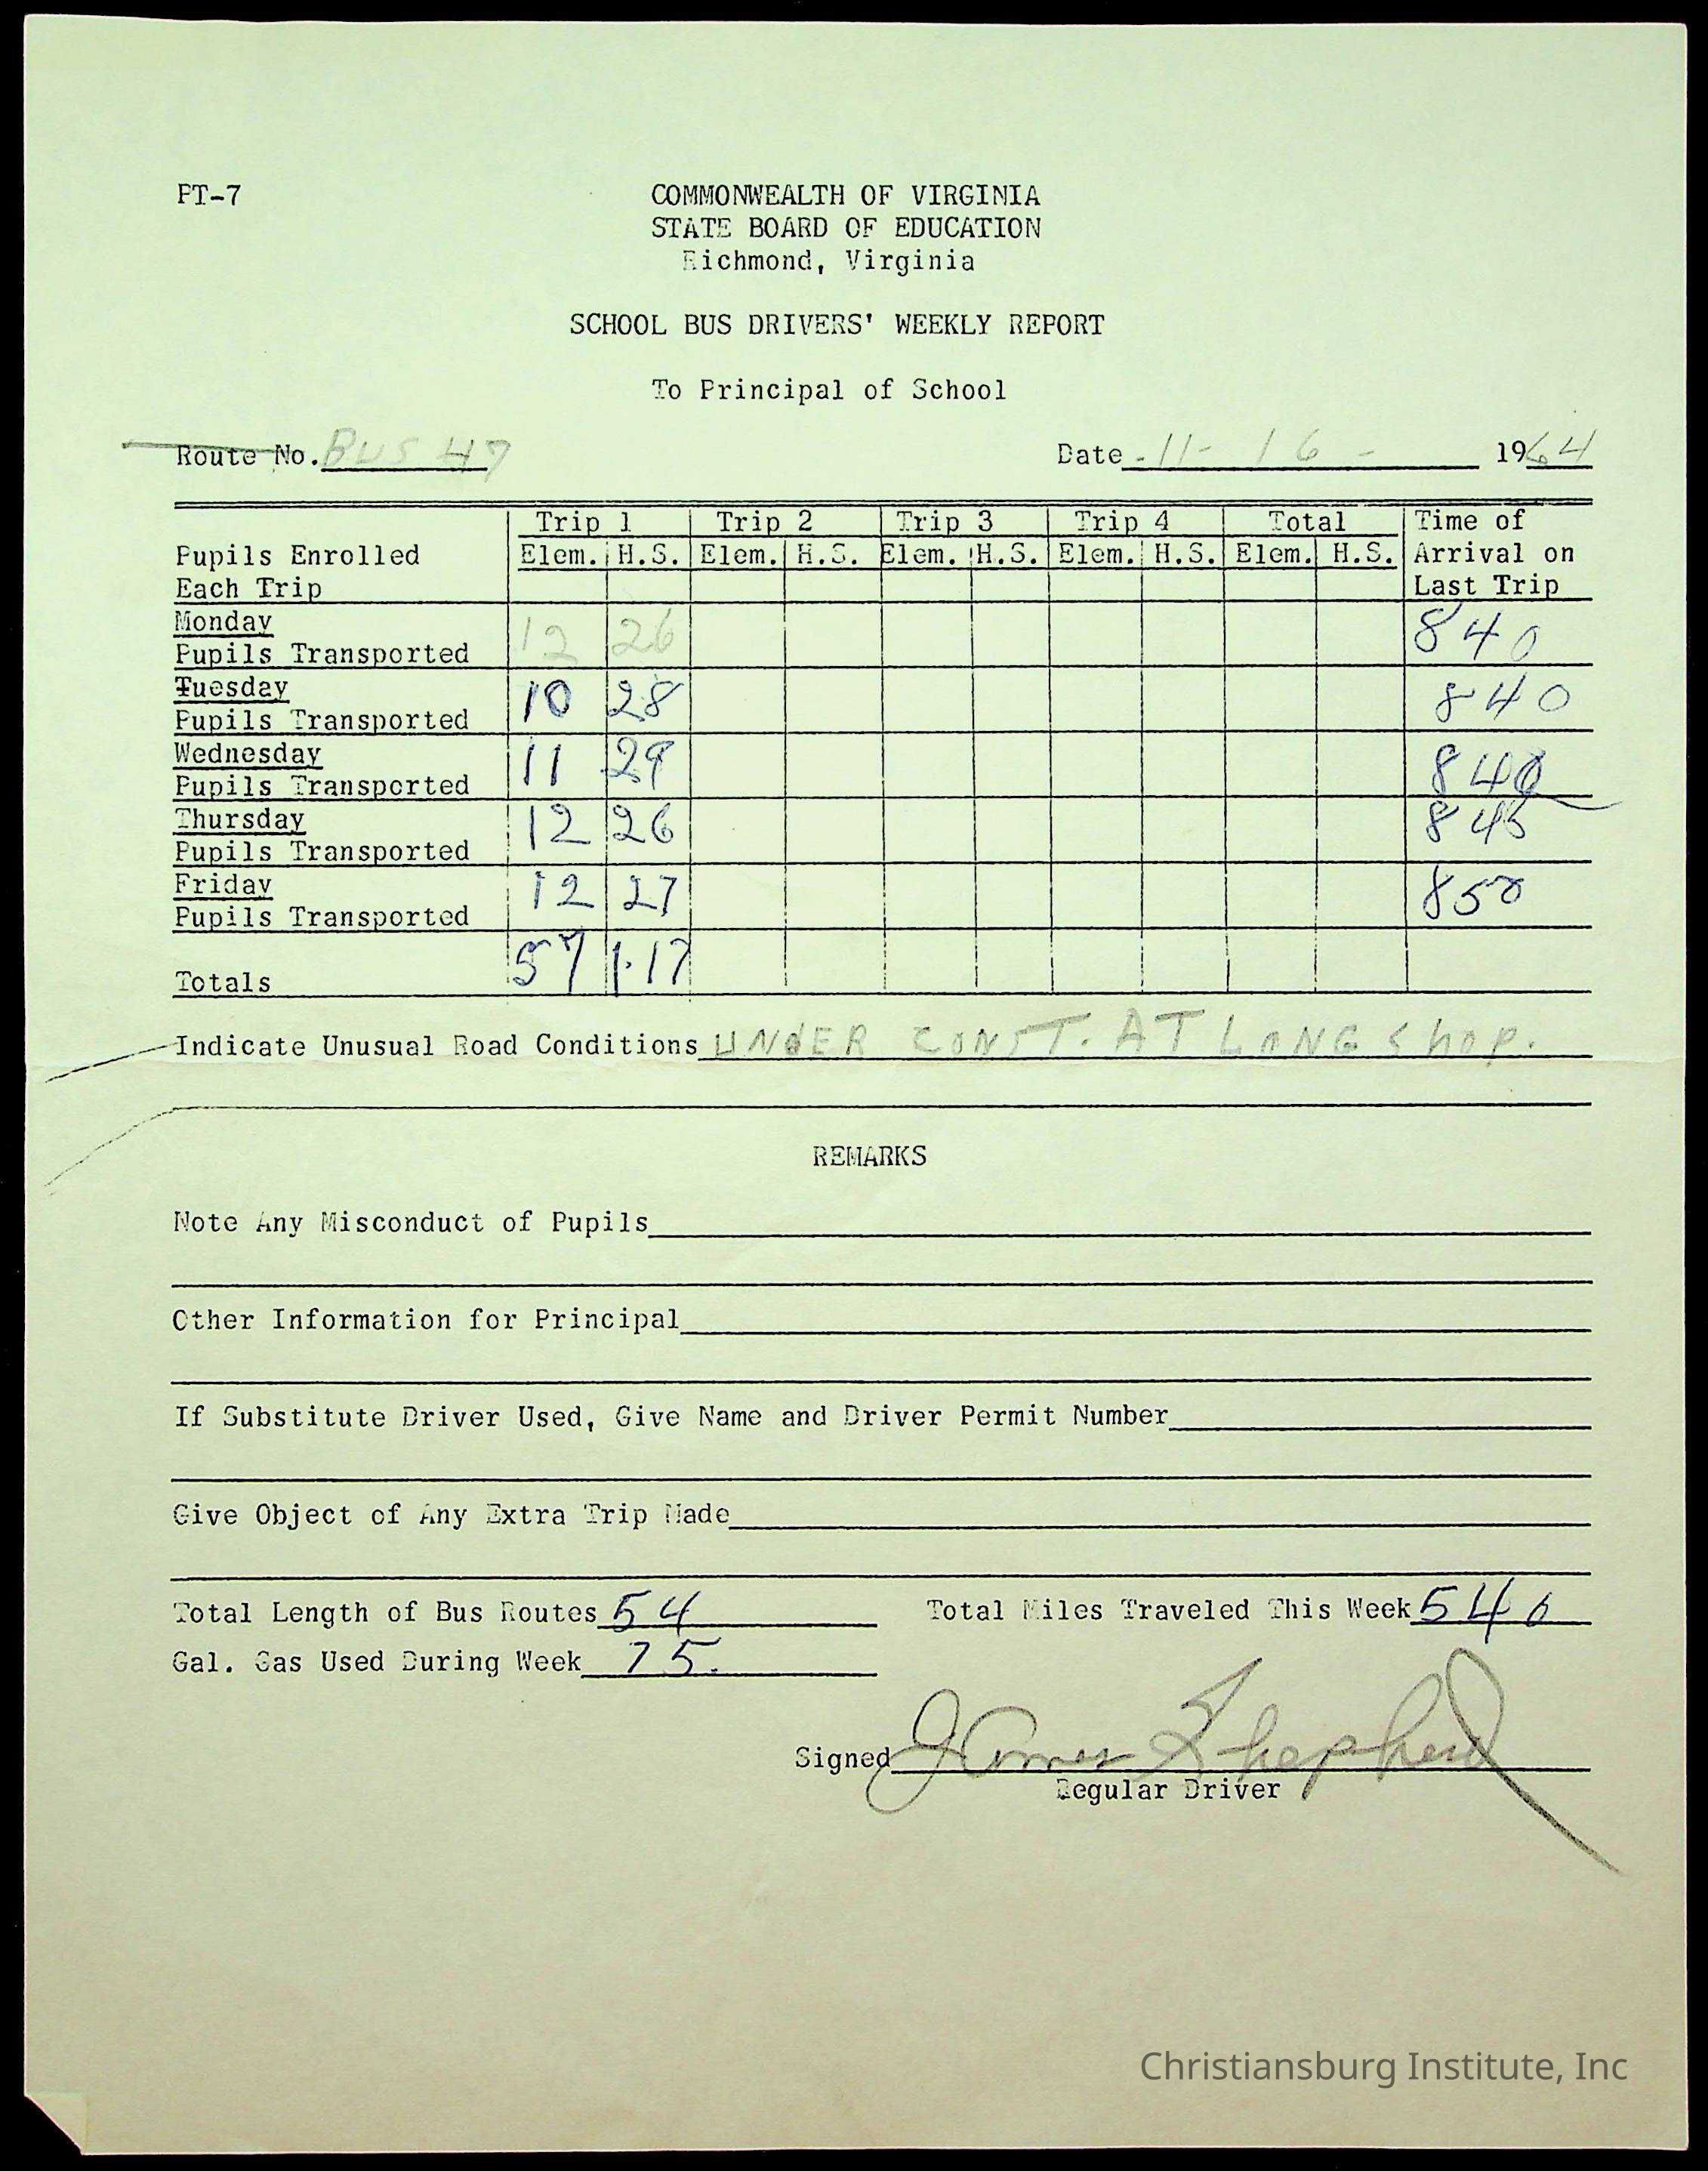 PT-7
COMMONWEALTH OF VIRGINIA
STATE BOARD OF EDUCATION
Richmond, Virginia
SCHOOL BUS DRIVERS' WEEKLY REPORT
To Principal of School
Route No. BUS 47 Date -11- 16 - 1964
Trip 1 Trip 2 Trip 3 Trip 4 Total Time of
Pupils Enrolled Elem. H.S. Elem. H.S. Elem. H.S. Elem. H.S. Elem. H.S. Arrival on
Each Trip Last Trip
Monday
Pupils Transported 12 26 840
Tuesday
Pupils Transported 10 28 840
Wednesday
Pupils Transported 11 29 840
Thursday
Pupils Transported 12 26 845
Friday
Pupils Transported 12 27 850
Totals 57 1.17
Indicate Unusual Road Conditions UNdER CONST. AT LONG ShOP.
REMARKS
Note Any Misconduct of Pupils
Other Information for Principal
If Substitute Driver Used, Give Name and Driver Permit Number
Give Object of Any Extra Trip Made
Total Length of Bus Routes 54 Total Miles Traveled This Week 540
Gal. Gas Used During Week 75.
Signed James Shepherd
Regular Driver
Christiansburg Institute, Inc